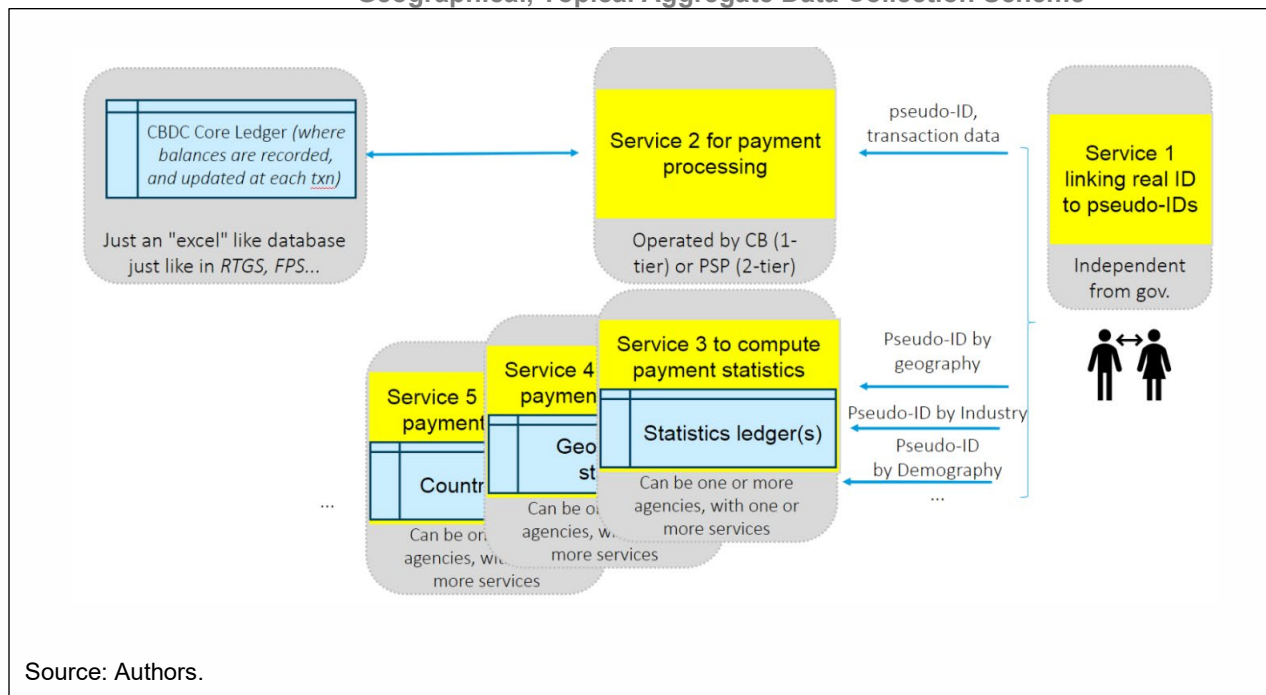 Geographical, Topical Aggregate Data Collection Scheme
CBDC Core Ledger (where
balances are recorded,
and updated at each txn)
Just an "excel" like database
just like in RTGS, FPS...
Service 2 for payment
processing
Operated by CB (1-
tier) or PSP (2-tier)
pseudo-ID,
transaction data
Service 1
linking real ID
to pseudo-IDs
Independent
from gov.
Service 3 to compute
payment statistics
Statistics ledger(s)
Can be one or more
agencies, with one or
more services
Service 4
paymen
Geo
st
Can be o
agencies, w
more services
Service 5
payment
Countr
Can be on
agencies, wit
more services
...
Pseudo-ID by
geography
Pseudo-ID by Industry
Pseudo-ID
by Demography
...
Source: Authors.